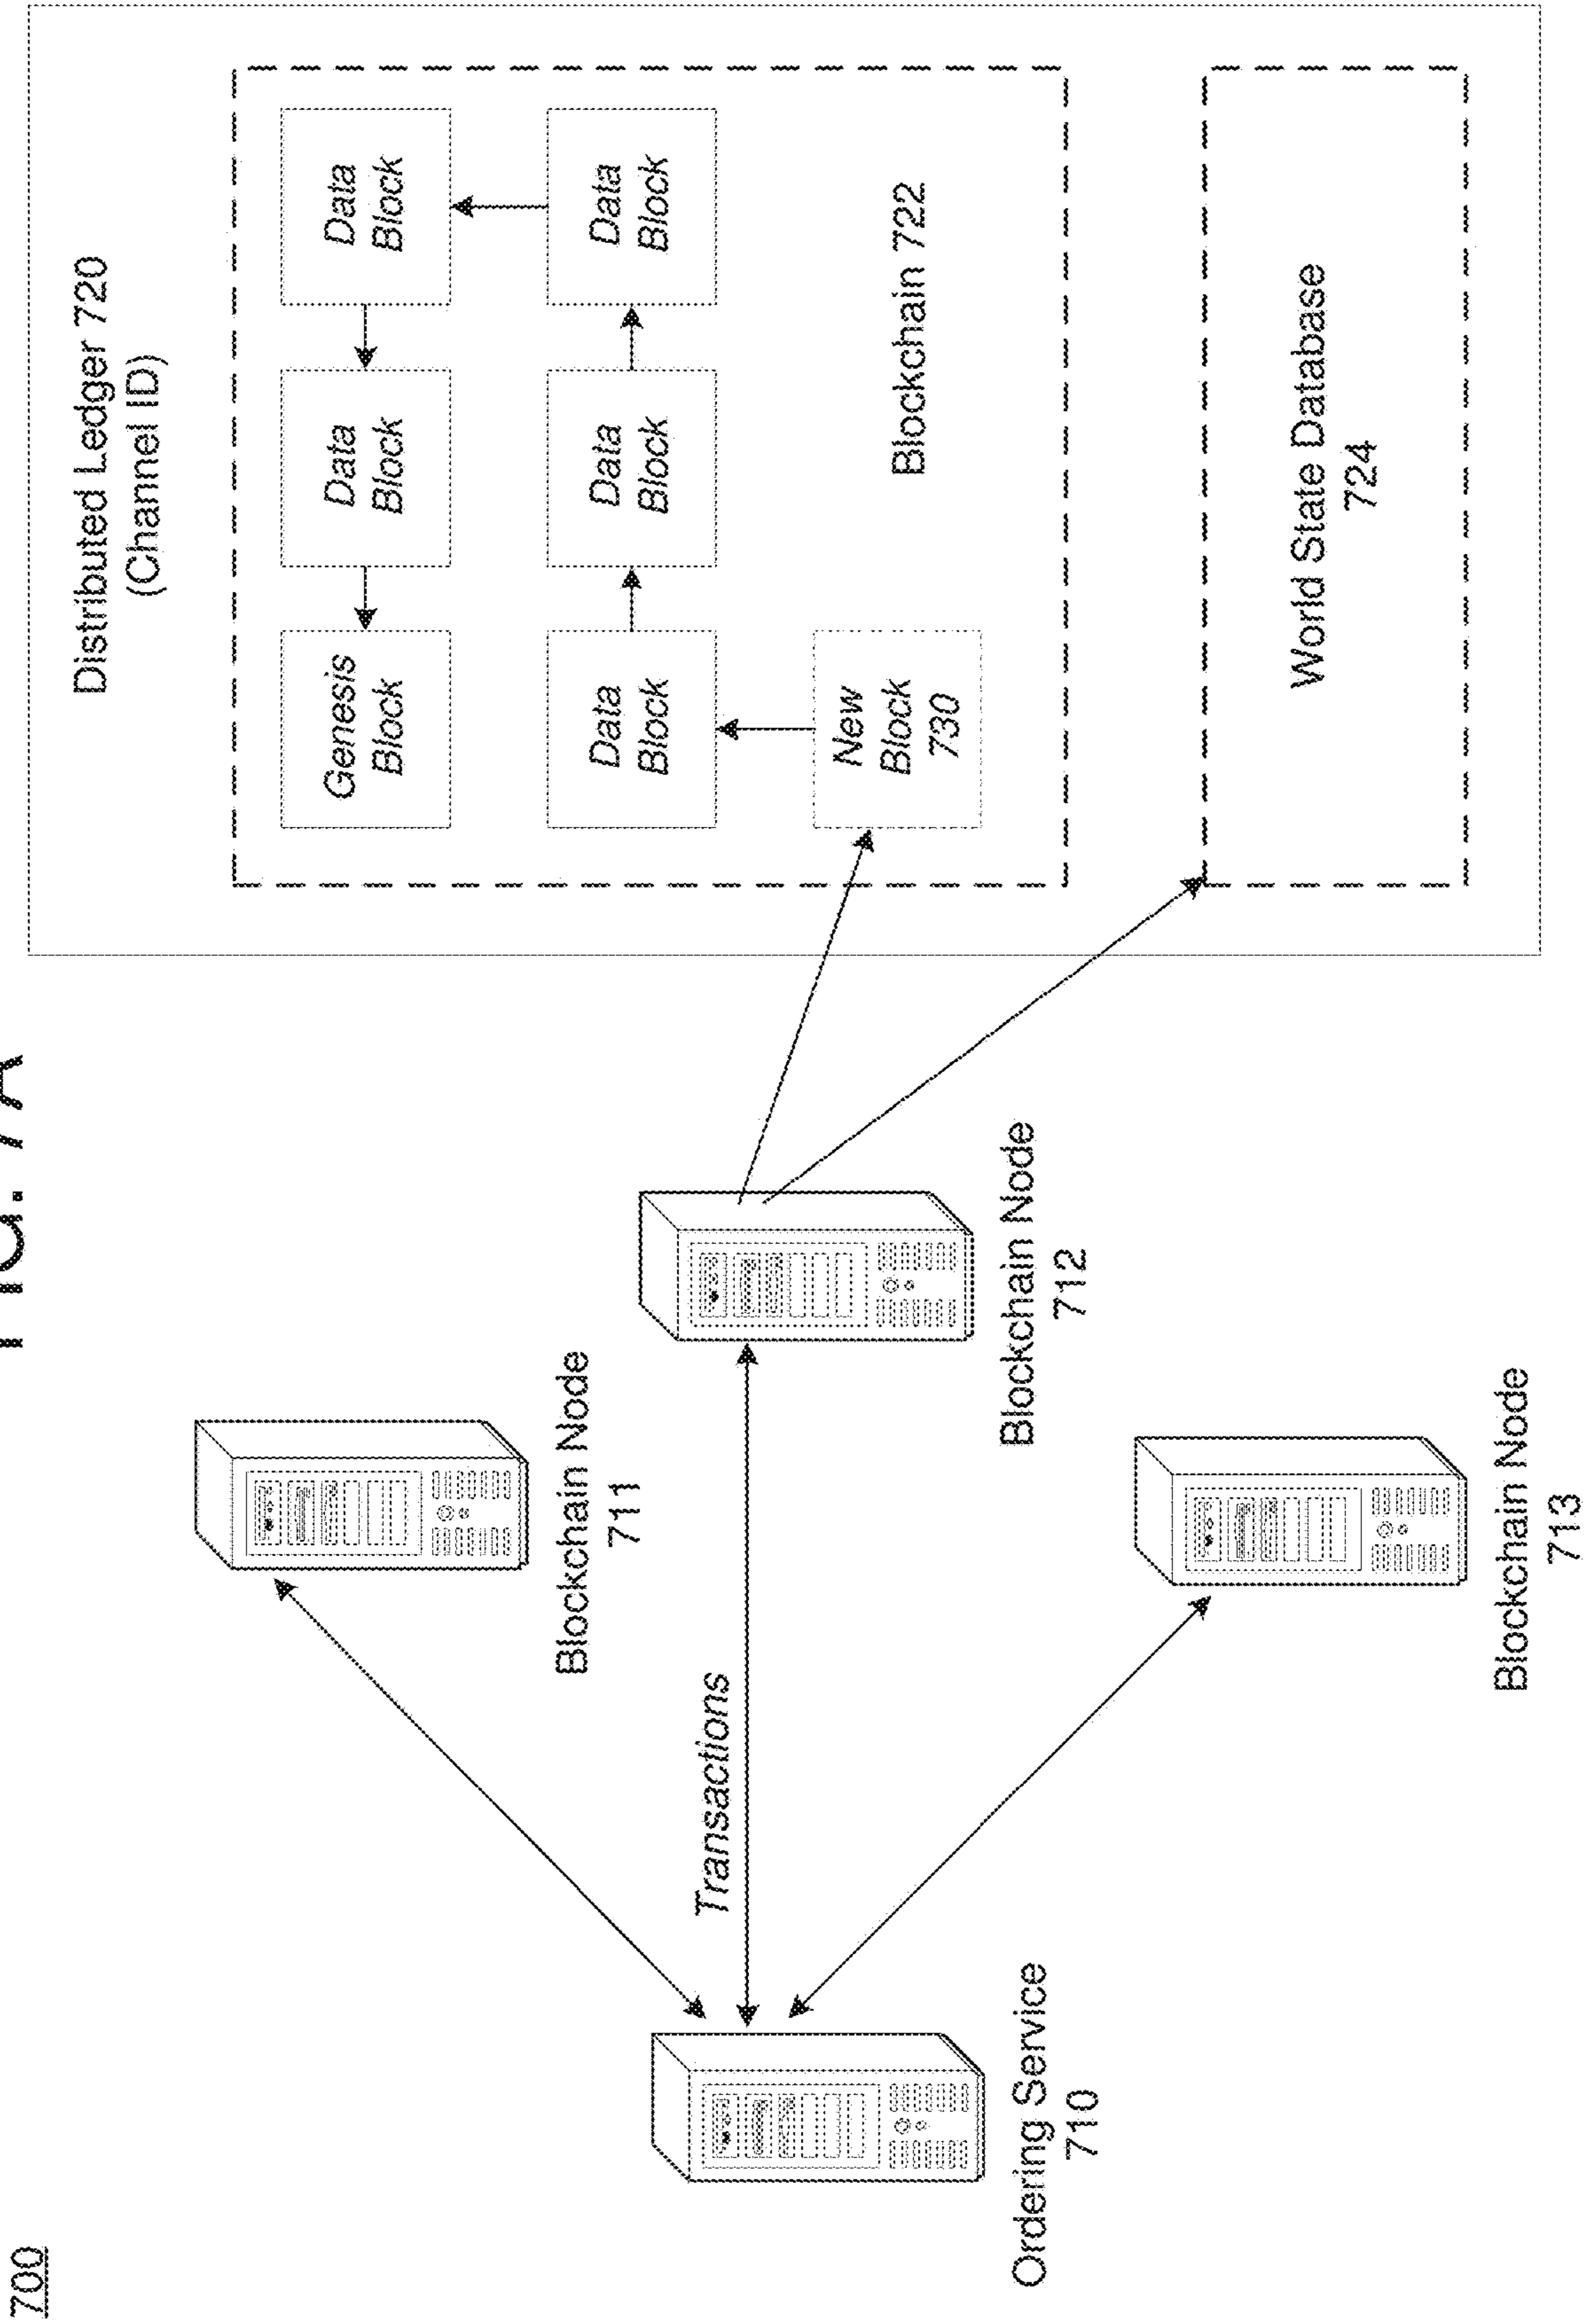 700
FIG. 7A
Distributed Ledger 720
(Channel ID)
Genesis
Block
Data
Block
Data
Block
Data
Block
Data
Block
Data
Block
New
Block
730
Blockchain 722
World State Database
724
Blockchain Node
711
Transactions
Blockchain Node
712
Ordering Service
710
Blockchain Node
713